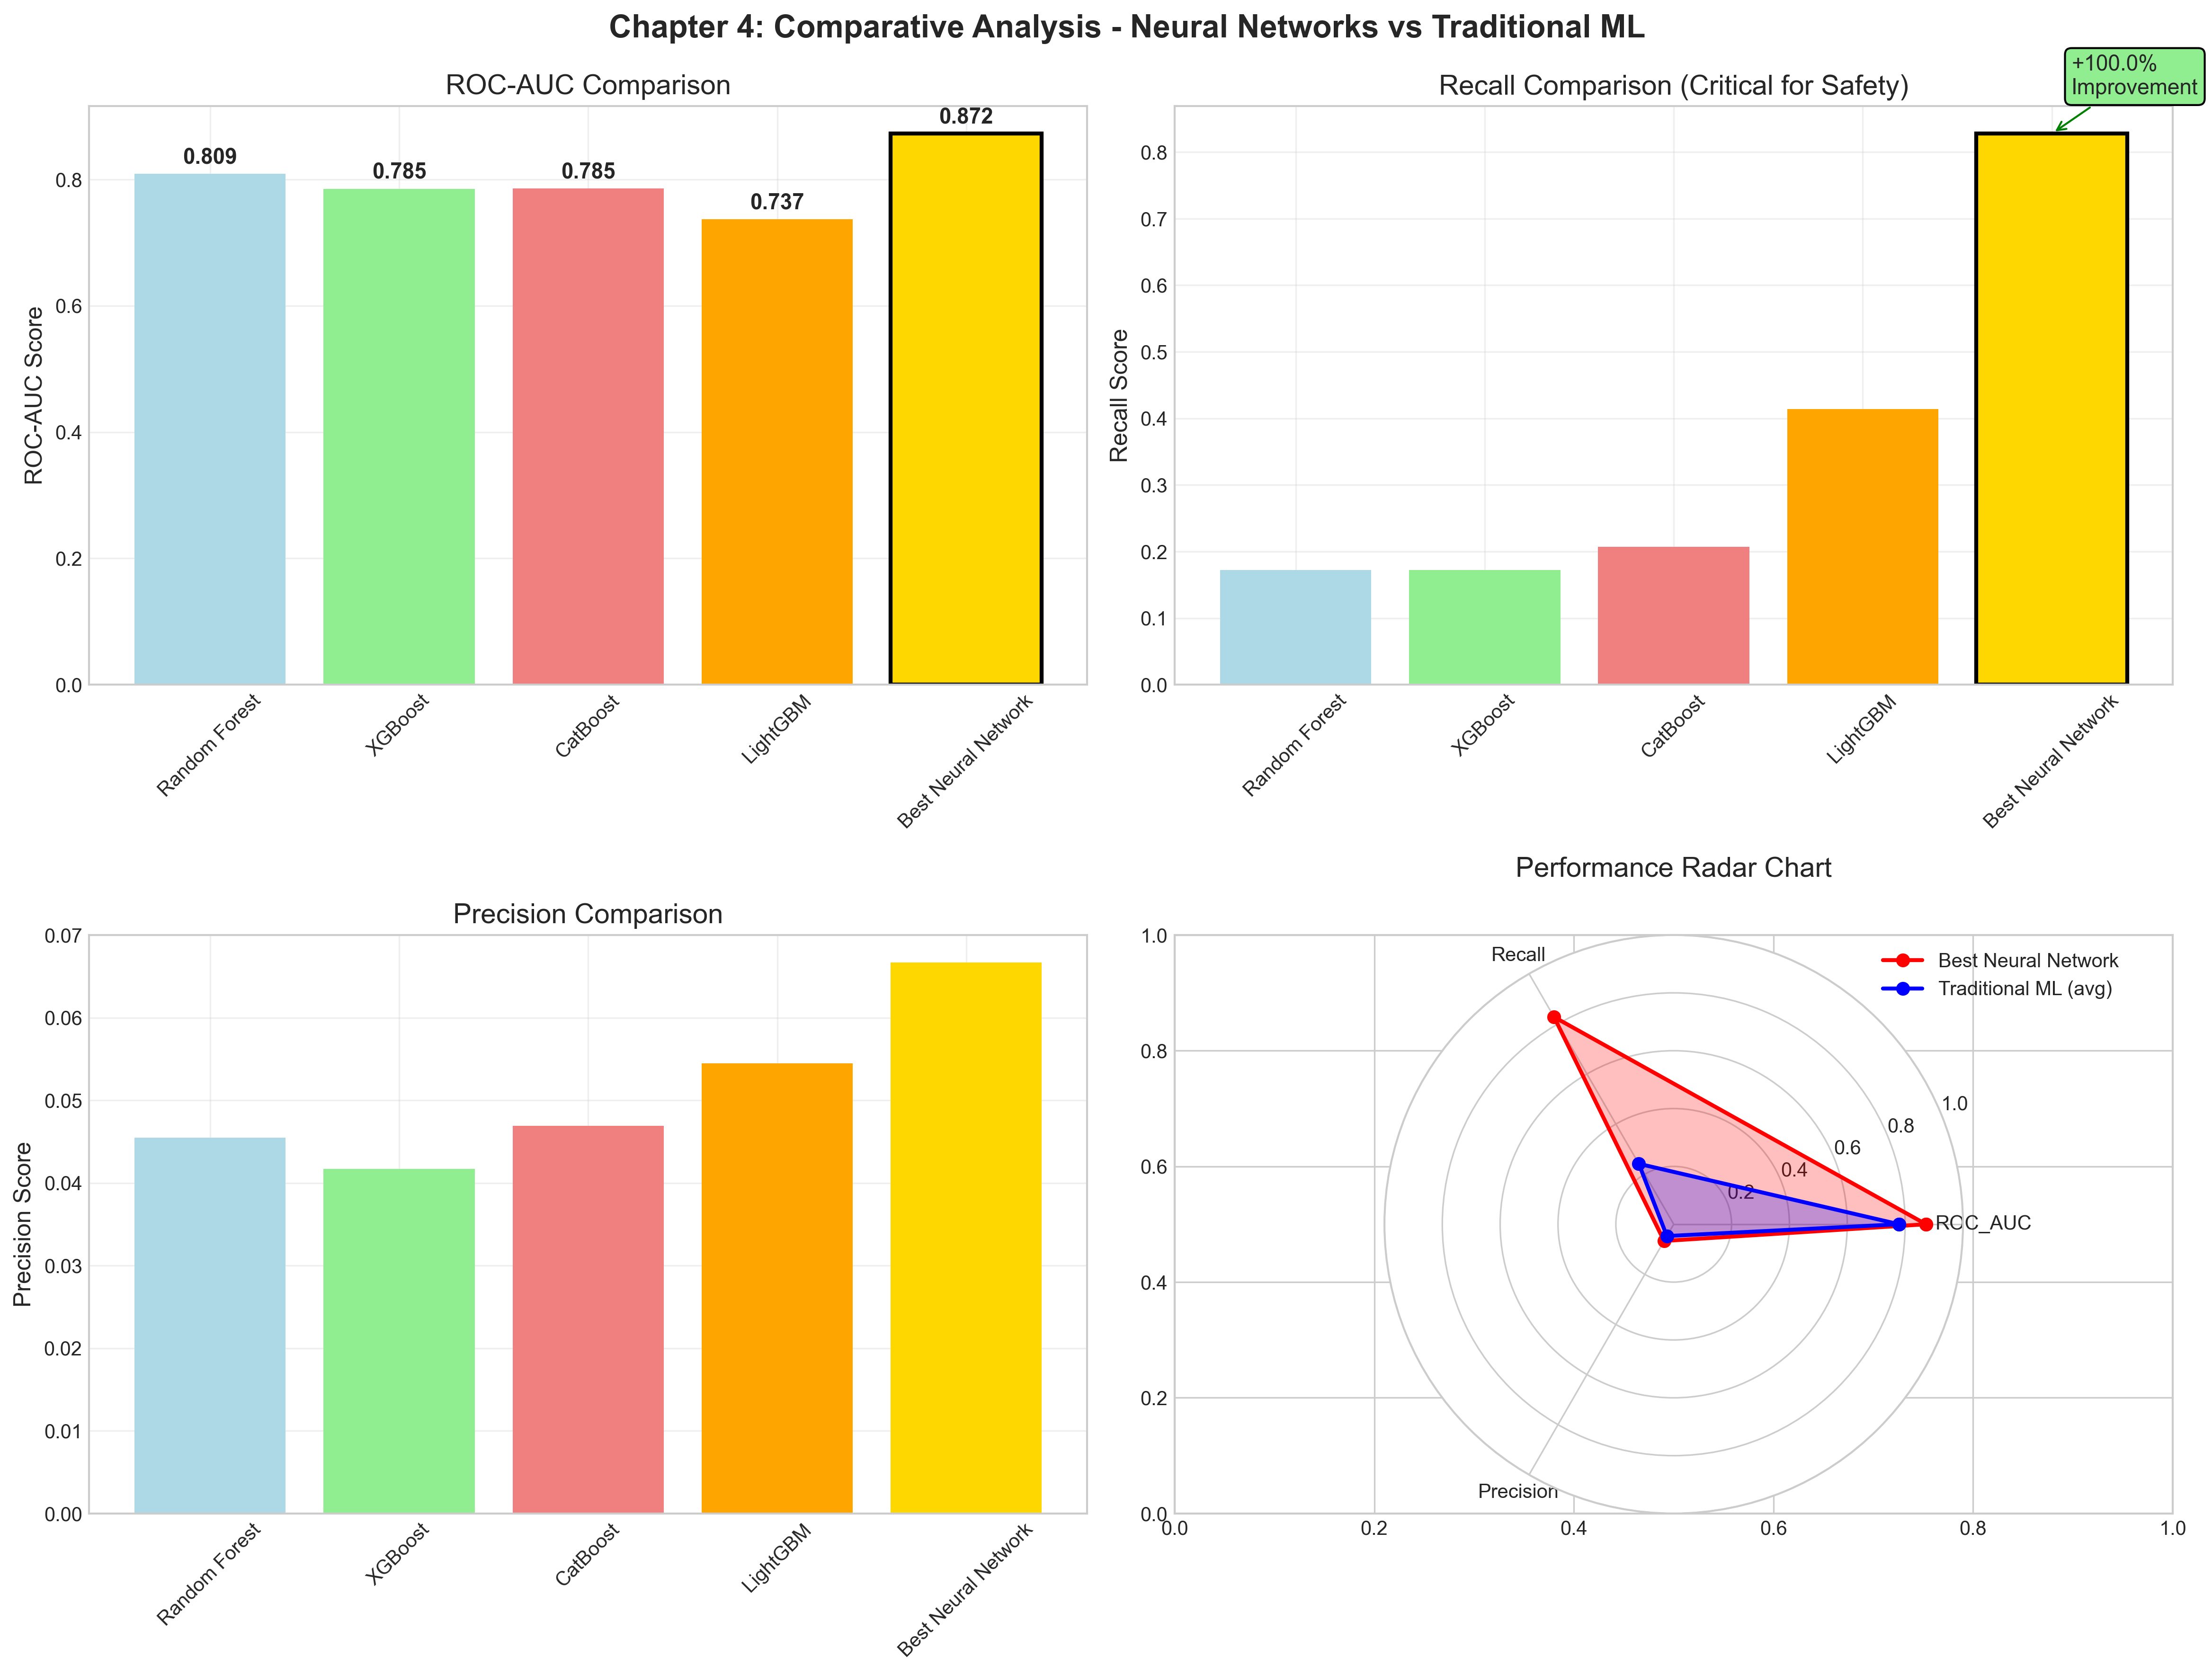 Chapter 4: Comparative Analysis - Neural Networks vs Traditional ML
ROC-AUC Comparison
ROC-AUC Score
0.8
0.6
0.4
0.2
0.0
0.809
0.785
0.785
0.737
0.872
Random Forest
XGBoost
CatBoost
LightGBM
Best Neural Network
Recall Comparison (Critical for Safety)
+100.0%
Improvement
Recall Score
0.8
0.7
0.6
0.5
0.4
0.3
0.2
0.1
0.0
Random Forest
XGBoost
CatBoost
LightGBM
Best Neural Network
Precision Comparison
Precision Score
0.07
0.06
0.05
0.04
0.03
0.02
0.01
0.00
Random Forest
XGBoost
CatBoost
LightGBM
Best Neural Network
Performance Radar Chart
1.0
0.8
0.6
0.4
0.2
0.0
0.0
0.2
0.4
0.6
0.8
1.0
Recall
Best Neural Network
Traditional ML (avg)
1.0
0.8
0.6
0.4
0.2
ROC_AUC
Precision